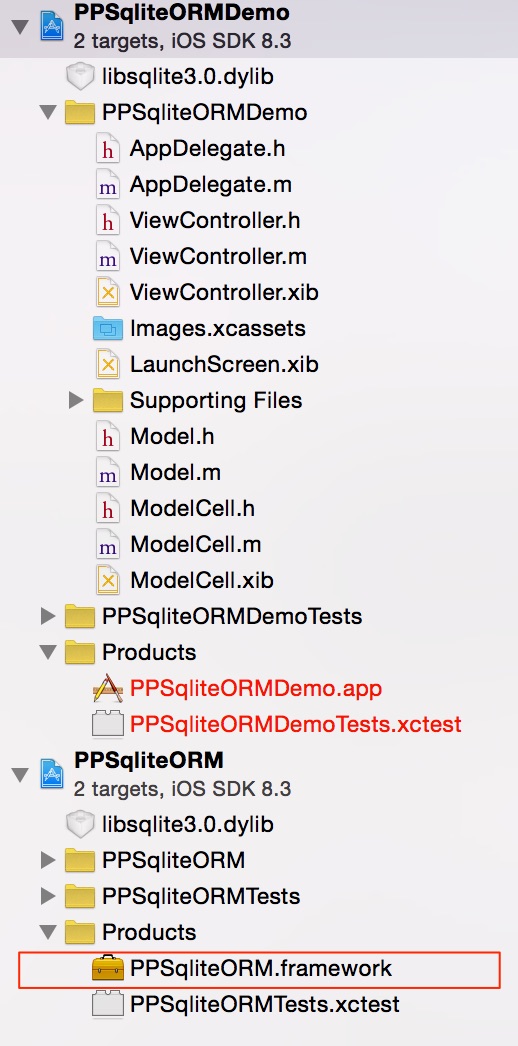 PPSqliteORMDemo
2 targets, iOS SDK 8.3
libsqlite3.0.dylib
PPSqliteORMDemo
h AppDelegate.h
m AppDelegate.m
h ViewController.h
m ViewController.m
ViewController.xib
Images.xcassets
LaunchScreen.xib
Supporting Files
h Model.h
m Model.m
h ModelCell.h
m ModelCell.m
ModelCell.xib
PPSqliteORMDemoTests
Products
PPSqliteORMDemo.app
PPSqliteORMDemoTests.xctest
PPSqliteORM
2 targets, iOS SDK 8.3
libsqlite3.0.dylib
PPSqliteORM
PPSqliteORMTests
Products
PPSqliteORM.framework
PPSqliteORMTests.xctest